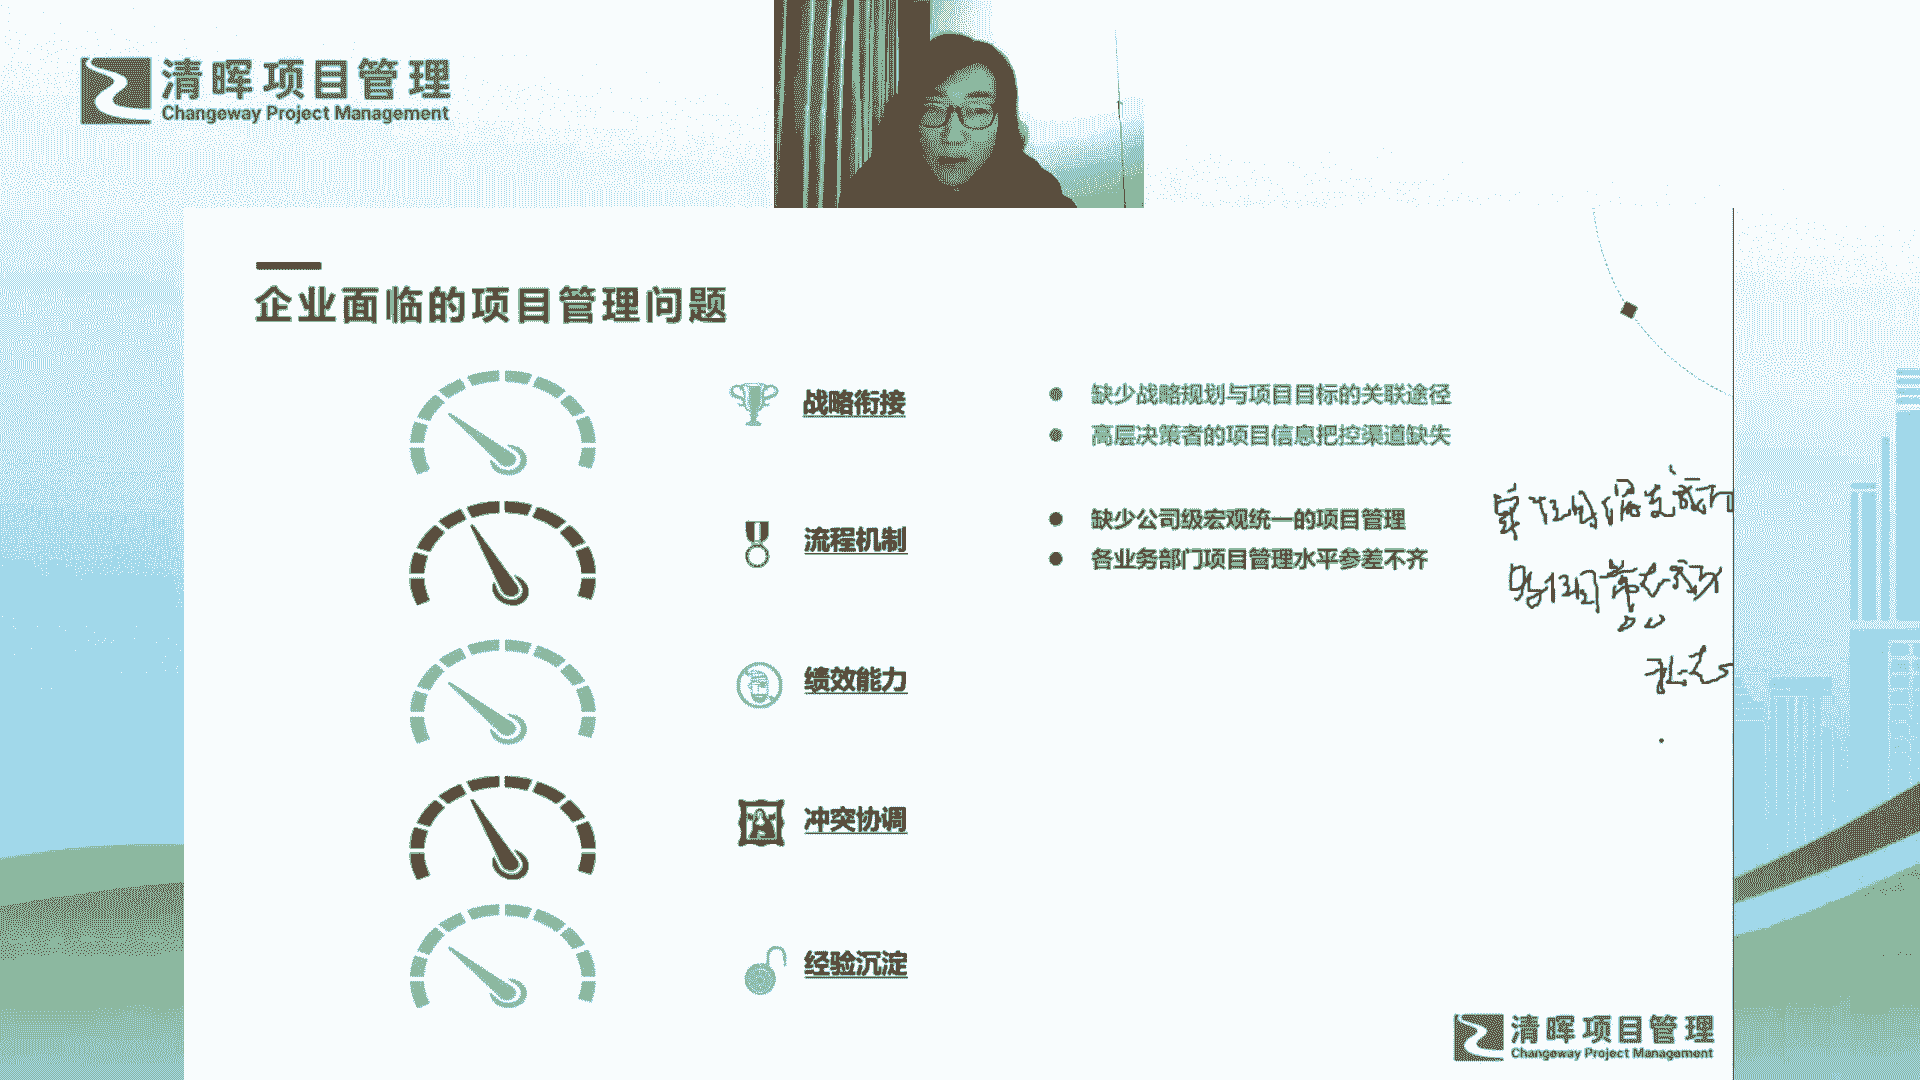 清晖项目管理
Changeway Project Management
企业面临的项目管理问题
战略衔接
缺少战略规划与项目目标的关联途径
高层决策者的项目信息把控渠道缺失
流程机制
缺少公司级宏观统一的项目管理
各业务部门项目管理水平参差不齐
绩效能力
冲突协调
经验沉淀
清晖项目管理
Changeway Project Management